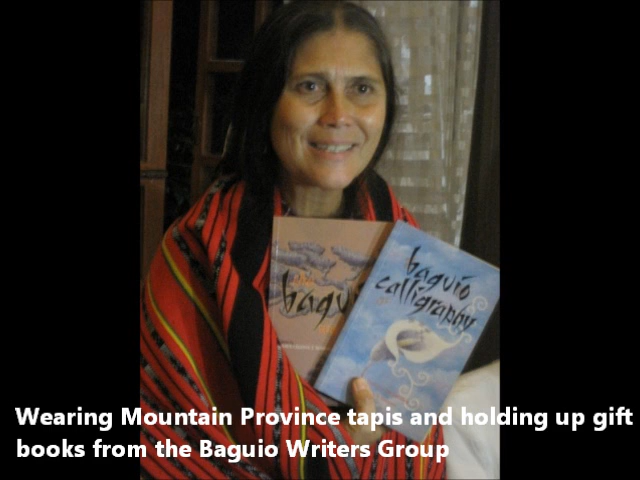 baguio
baguio
calligraphy
Wearing Mountain Province tapis and holding up gift
books from the Baguio Writers Group